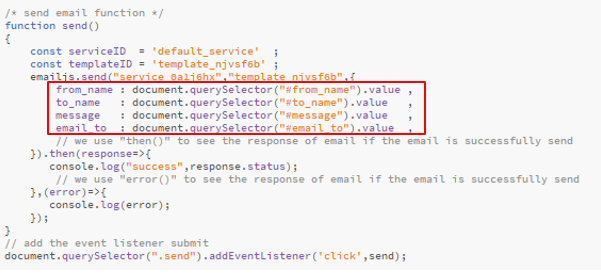 /* send email function */
function send()
{
const serviceID = 'default_service' ;
const templateID = 'template_njvsf6b' ;
emailjs.send("service_0a1j6hx","template_njvsf6b",{
from_name : document.querySelector("#from_name").value ,
to_name : document.querySelector("#to_name").value ,
message : document.querySelector("#message").value ,
email_to : document.querySelector("#email_to").value ,
// we use "then()" to see the response of email if the email is successfully send
}).then(response=>{
console.log("success",response.status);
// we use "error()" to see the response of email if the email is successfully send
},(error)=>{
console.log(error);
});
}
// add the event listener submit
document.querySelector(".send").addEventListener('click',send);